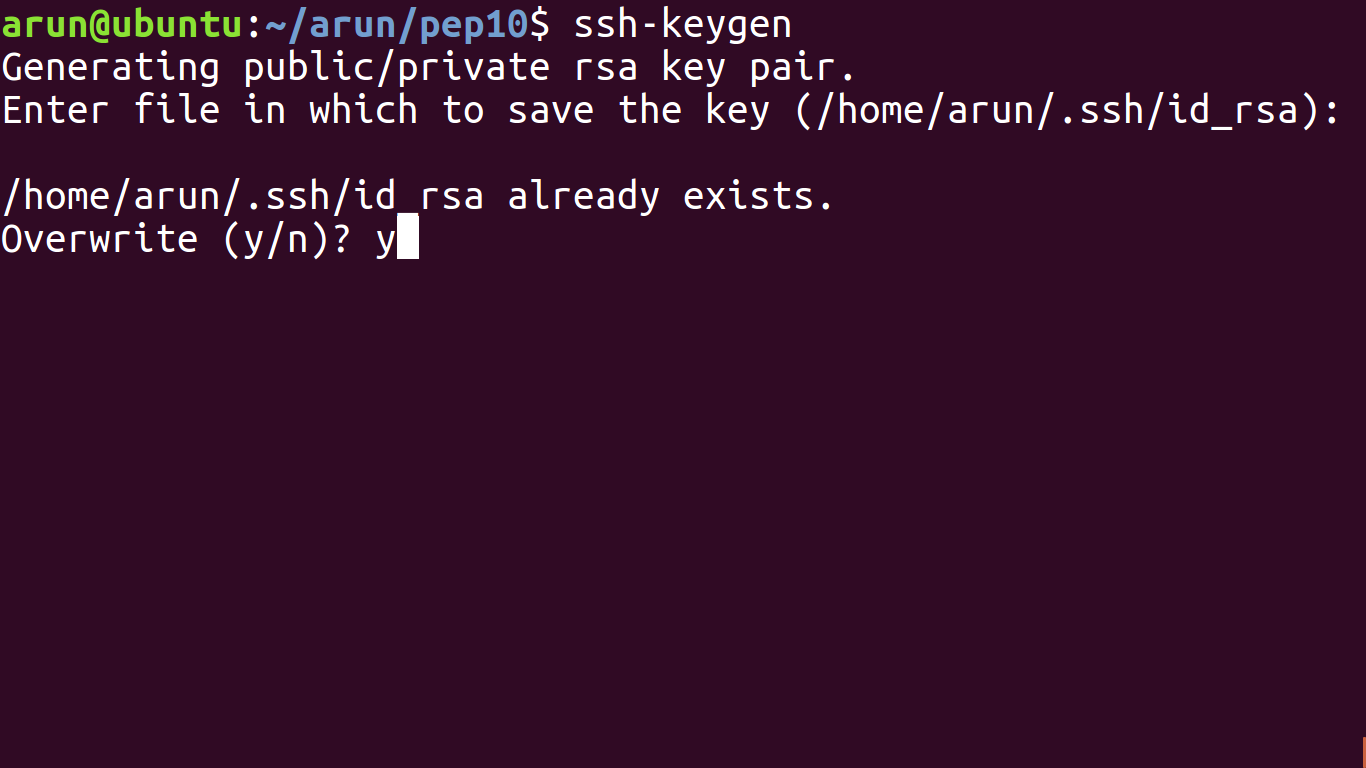 arun@ubuntu:~/arun/pep10$ ssh-keygen
Generating public/private rsa key pair.
Enter file in which to save the key (/home/arun/.ssh/id_rsa):
/home/arun/.ssh/id_rsa already exists.
Overwrite (y/n)? y